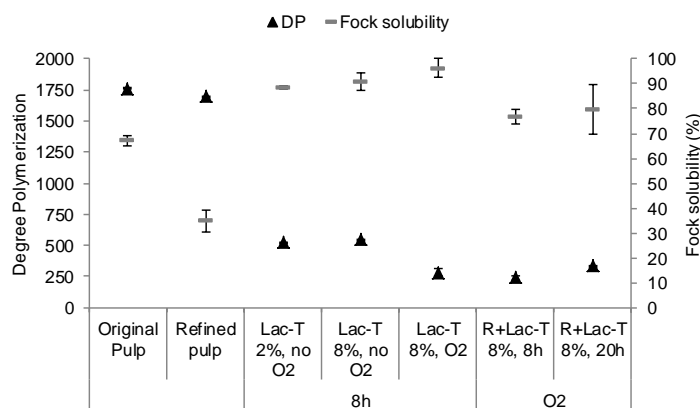 DP Fock solubility
2000 100
1750 90
1500 80
1250 70
1000 60
750 50
500 40
250 30
0 20
10
0
Degree Polymerization
Fock solubility (%)
Original Refined Lac-T Lac-T Lac-T R+Lac-T R+Lac-T
Pulp pulp 2%, no 8%, no 8%, O2 8%, 8h 8%, 20h
O2 O2
8h O2